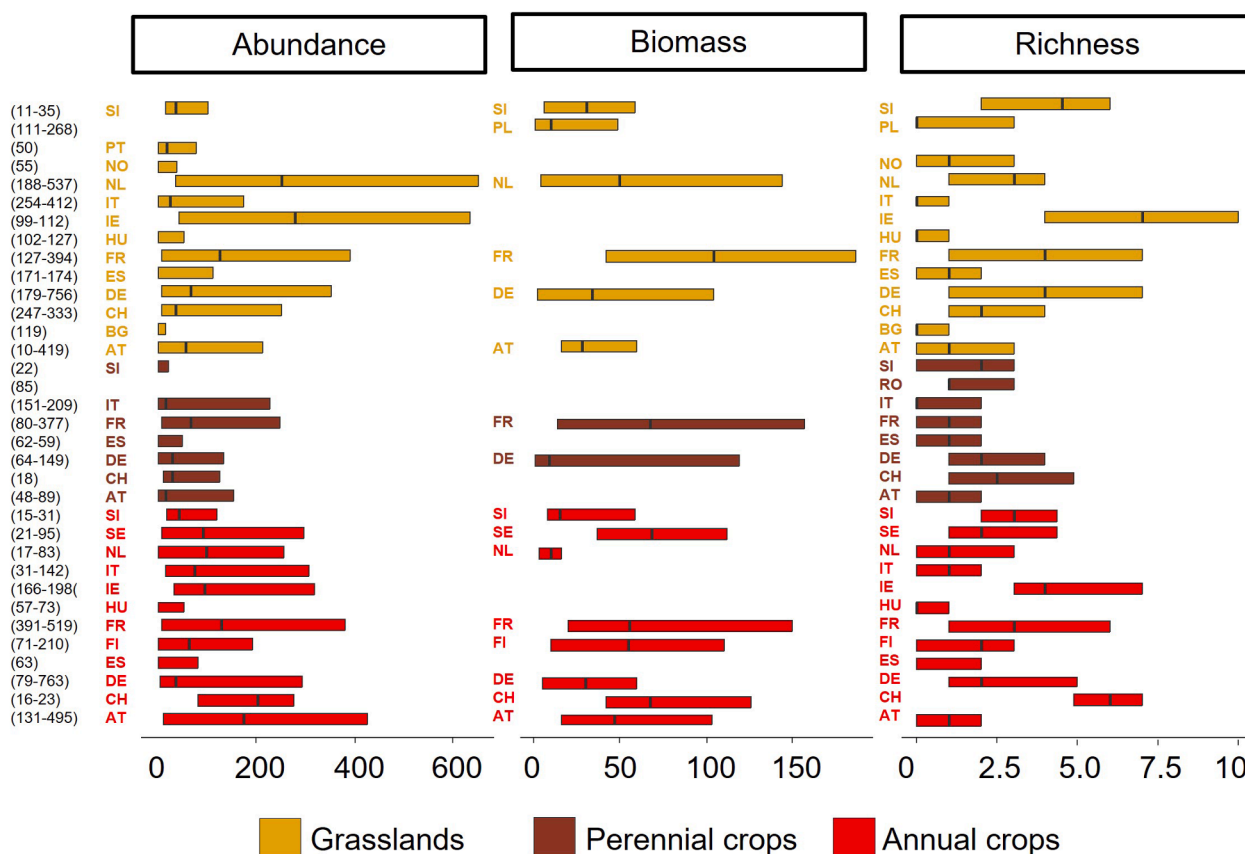 Abundance Biomass Richness
(11-35) SI SI SI
(111-268) PL PL
(50) PT
(55) NO NO
(188-537) NL NL NL
(254-412) IT IT
(99-112) IE IE
(102-127) HU HU
(127-394) FR FR FR
(171-174) ES ES
(179-756) DE DE DE
(247-333) CH CH
(119) BG BG
(10-419) AT AT AT
(22) SI SI
(85) RO
(151-209) IT IT
(80-377) FR FR FR
(62-59) ES ES
(64-149) DE DE DE
(18) CH CH
(48-89) AT AT
(15-31) SI SI SI
(21-95) SE SE SE
(17-83) NL NL NL
(31-142) IT IT
(166-198( IE IE
(57-73) HU HU
(391-519) FR FR FR
(71-210) FI FI FI
(63) ES ES
(79-763) DE DE DE
(16-23) CH CH CH
(131-495) AT AT AT
0 200 400 600 0 50 100 150 0 2.5 5.0 7.5 10
Grasslands Perennial crops Annual crops